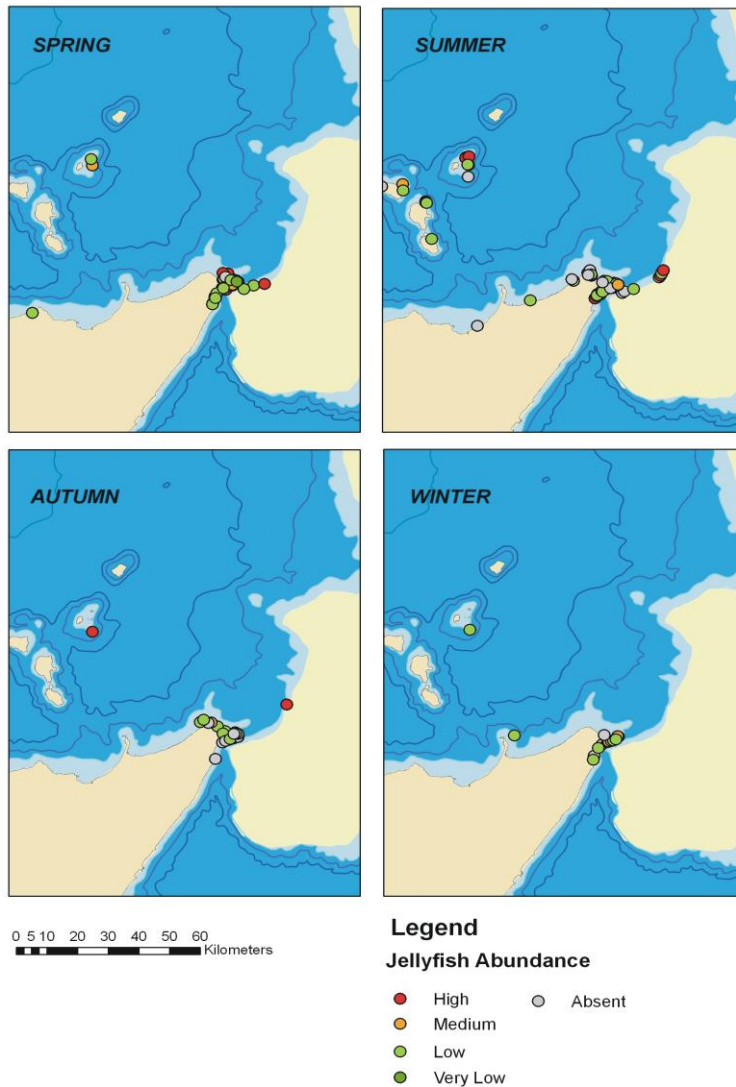 SPRING
SUMMER
AUTUMN
WINTER
0 5 10 20 30 40 50 60
Kilometers
Legend
Jellyfish Abundance
High
Absent
Medium
Low
Very Low